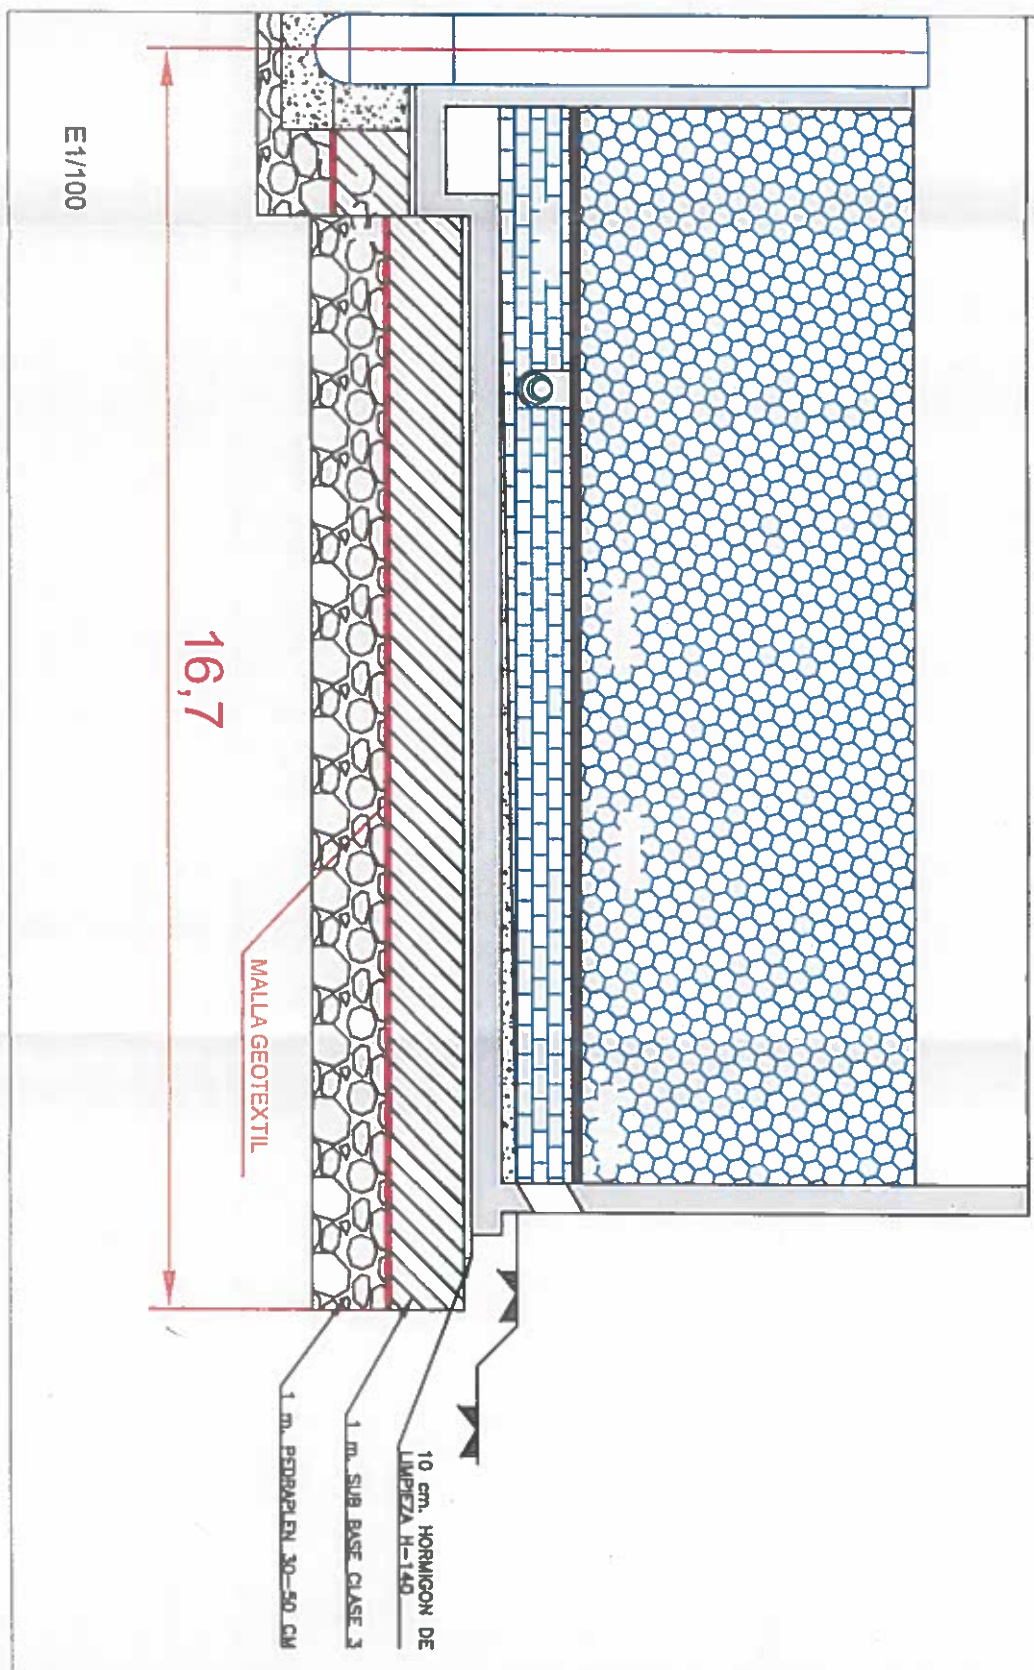 10 cm. HORMIGON DE
LIMPIEZA H-140
1 m. SUB BASE CLASE 3
1 m. PEDRAPLEN 30-50 CM
MALLA GEOTEXTIL
16,7
E1/100